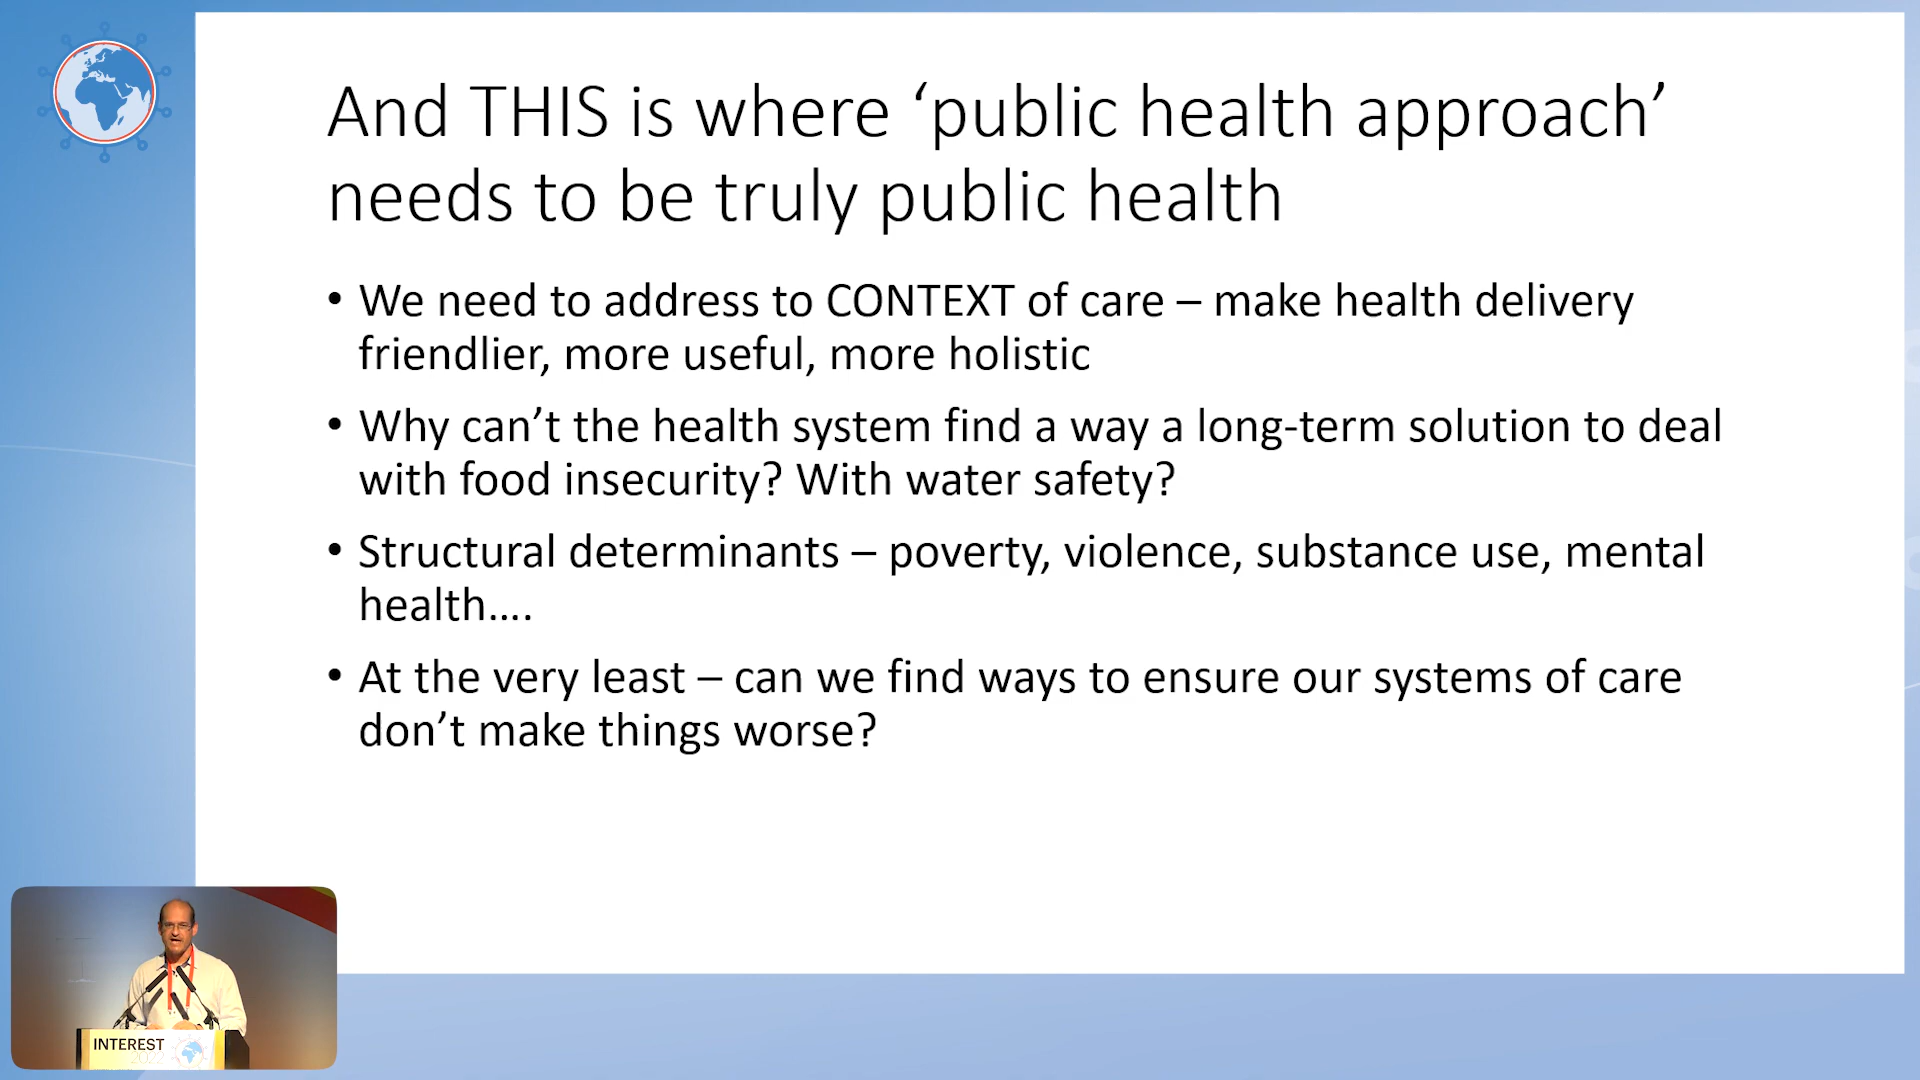 And THIS is where ‘public health approach’
needs to be truly public health
• We need to address to CONTEXT of care – make health delivery
friendlier, more useful, more holistic
• Why can’t the health system find a way a long-term solution to deal
with food insecurity? With water safety?
• Structural determinants – poverty, violence, substance use, mental
health....
• At the very least – can we find ways to ensure our systems of care
don’t make things worse?
INTEREST
2022